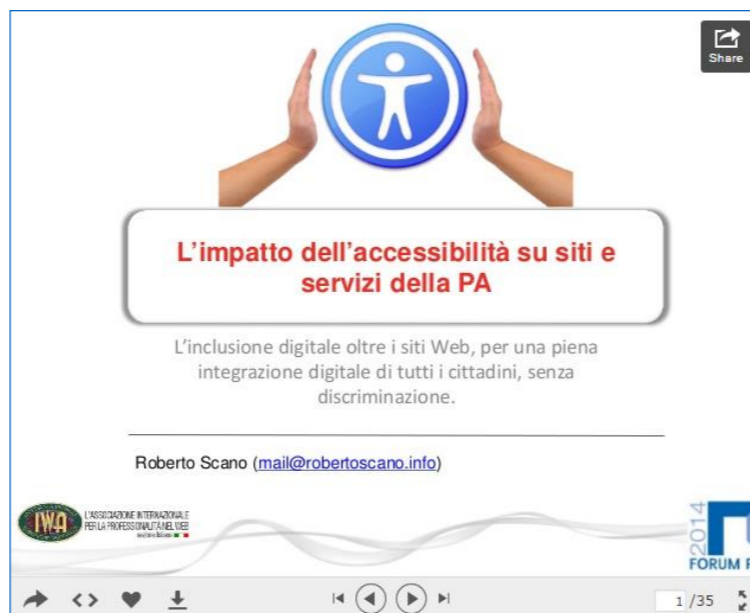 Share
L'impatto dell'accessibilità su siti e
servizi della PA
L'inclusione digitale oltre i siti Web, per una piena
integrazione digitale di tutti i cittadini, senza
discriminazione.
Roberto Scano (mail@robertoscano.info)
IWA
L'ASSOCIAZIONE INTERNAZIONALE
PER LA PROFESSIONALITÀ NEL WEB
2014
FORUM
1/35